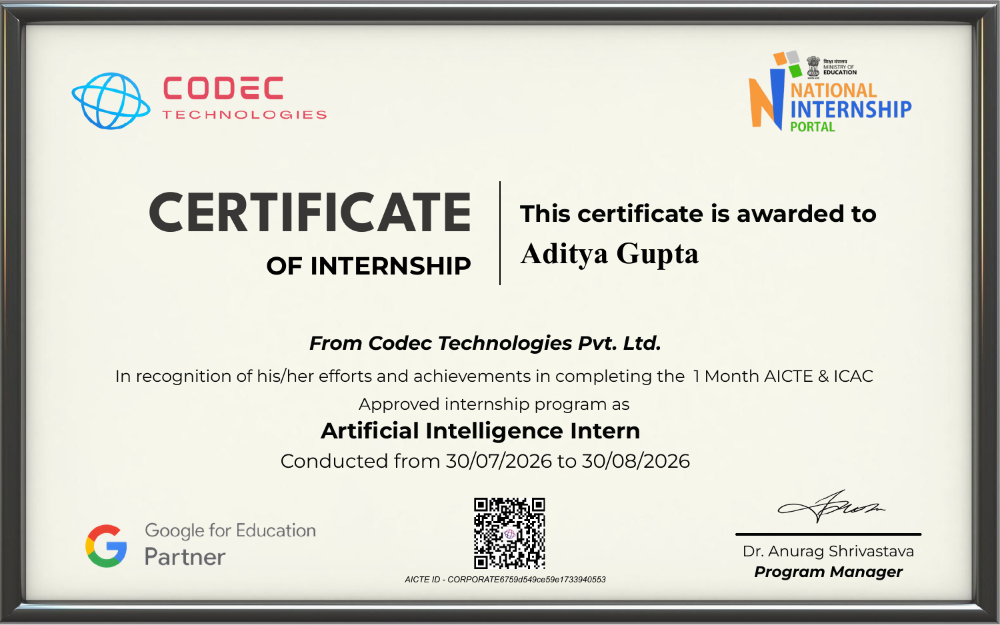 CODEC
TECHNOLOGIES
शिक्षा मंत्रालय
MINISTRY OF
EDUCATION
सत्यमेव जयते
NATIONAL
INTERNSHIP
PORTAL
CERTIFICATE
OF INTERNSHIP
This certificate is awarded to
Aditya Gupta
From Codec Technologies Pvt. Ltd.
In recognition of his/her efforts and achievements in completing the 1 Month AICTE & ICAC
Approved internship program as
Artificial Intelligence Intern
Conducted from 30/07/2026 to 30/08/2026
Google for Education
Partner
AICTE ID - CORPORATE6759d549ce59e1733940553
Dr. Anurag Shrivastava
Program Manager